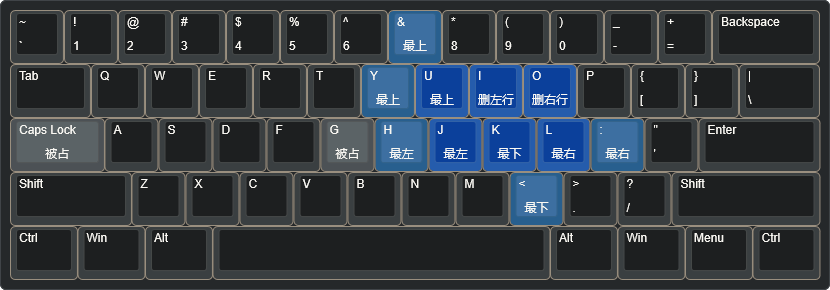 ~ ! @ # $ % ^ & * ( ) _ + Backspace
` 1 2 3 4 5 6 最上 8 9 0 - =
Tab Q W E R T Y U I O P { } |
最上 最上 删左行 删右行 [ ] \
Caps Lock A S D F G H J K L : " Enter
被占 被占 最左 最左 最下 最右 最右 '
Shift Z X C V B N M < > ? Shift
最下 . /
Ctrl Win Alt Alt Win Menu Ctrl